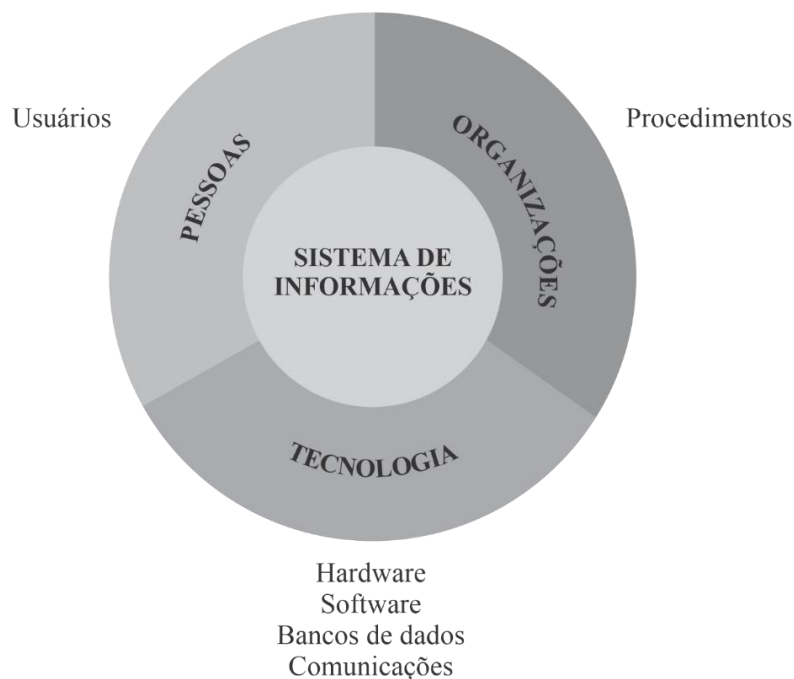 Usuários
Procedimentos
PESSOAS
ORGANIZAÇÕES
SISTEMA DE
INFORMAÇÕES
TECNOLOGIA
Hardware
Software
Bancos de dados
Comunicações